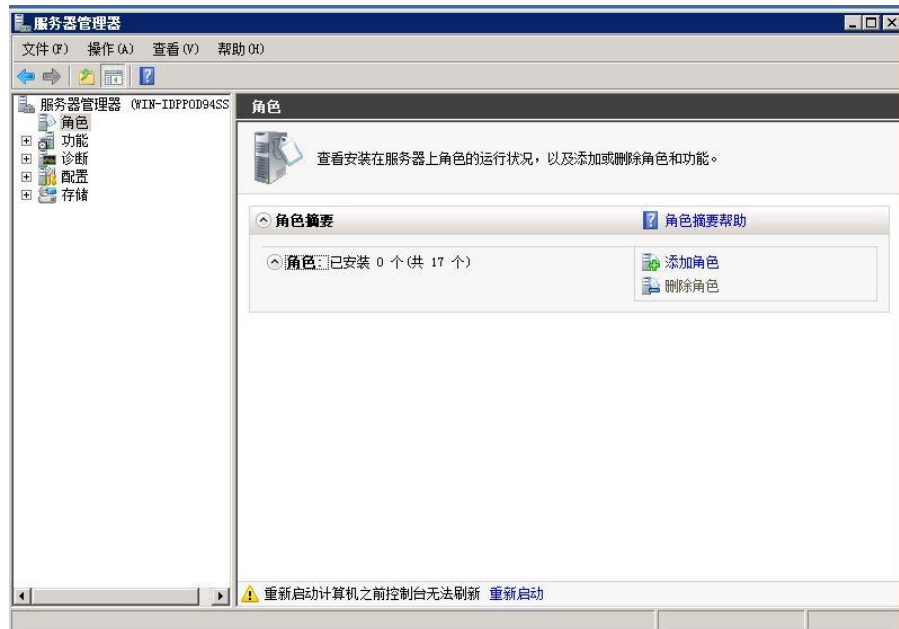 服务器管理器
文件(F) 操作(A) 查看(V) 帮助(H)
服务器管理器 (WIN-IDPPOD94SS
角色
功能
诊断
配置
存储
角色
查看安装在服务器上角色的运行状况，以及添加或删除角色和功能。
角色摘要
角色摘要帮助
角色：已安装 0 个(共 17 个)
添加角色
删除角色
重新启动计算机之前控制台无法刷新 重新启动